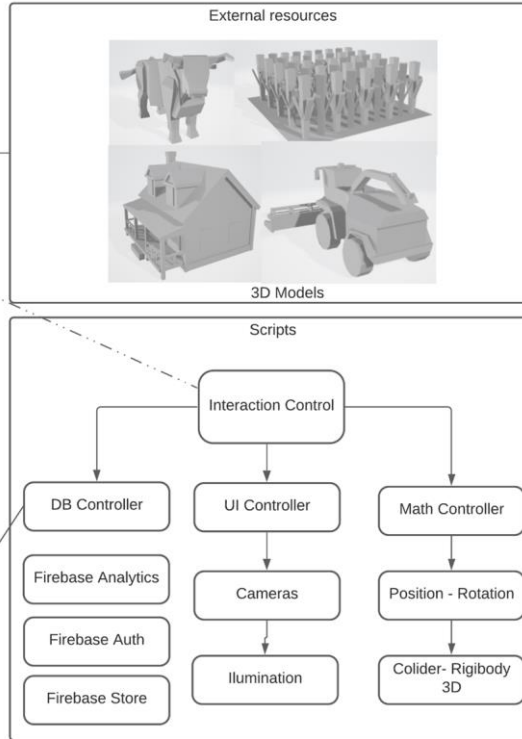 External resources
3D Models
Scripts
Interaction Control
DB Controller
UI Controller
Math Controller
Firebase Analytics
Cameras
Position - Rotation
Firebase Auth
Ilumination
Colider- Rigibody
3D
Firebase Store